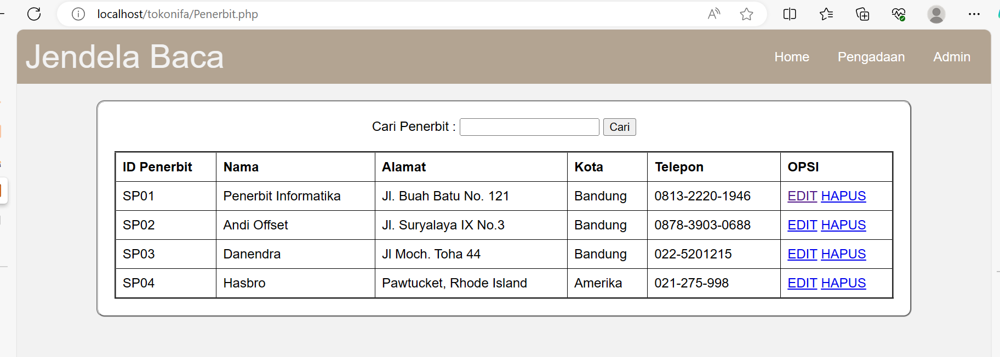 localhost/tokonifa/Penerbit.php
Jendela Baca Home Pengadaan Admin
Cari Penerbit : Cari
ID Penerbit Nama Alamat Kota Telepon OPSI
SP01 Penerbit Informatika Jl. Buah Batu No. 121 Bandung 0813-2220-1946 EDIT HAPUS
SP02 Andi Offset Jl. Suryalaya IX No.3 Bandung 0878-3903-0688 EDIT HAPUS
SP03 Danendra Jl Moch. Toha 44 Bandung 022-5201215 EDIT HAPUS
SP04 Hasbro Pawtucket, Rhode Island Amerika 021-275-998 EDIT HAPUS